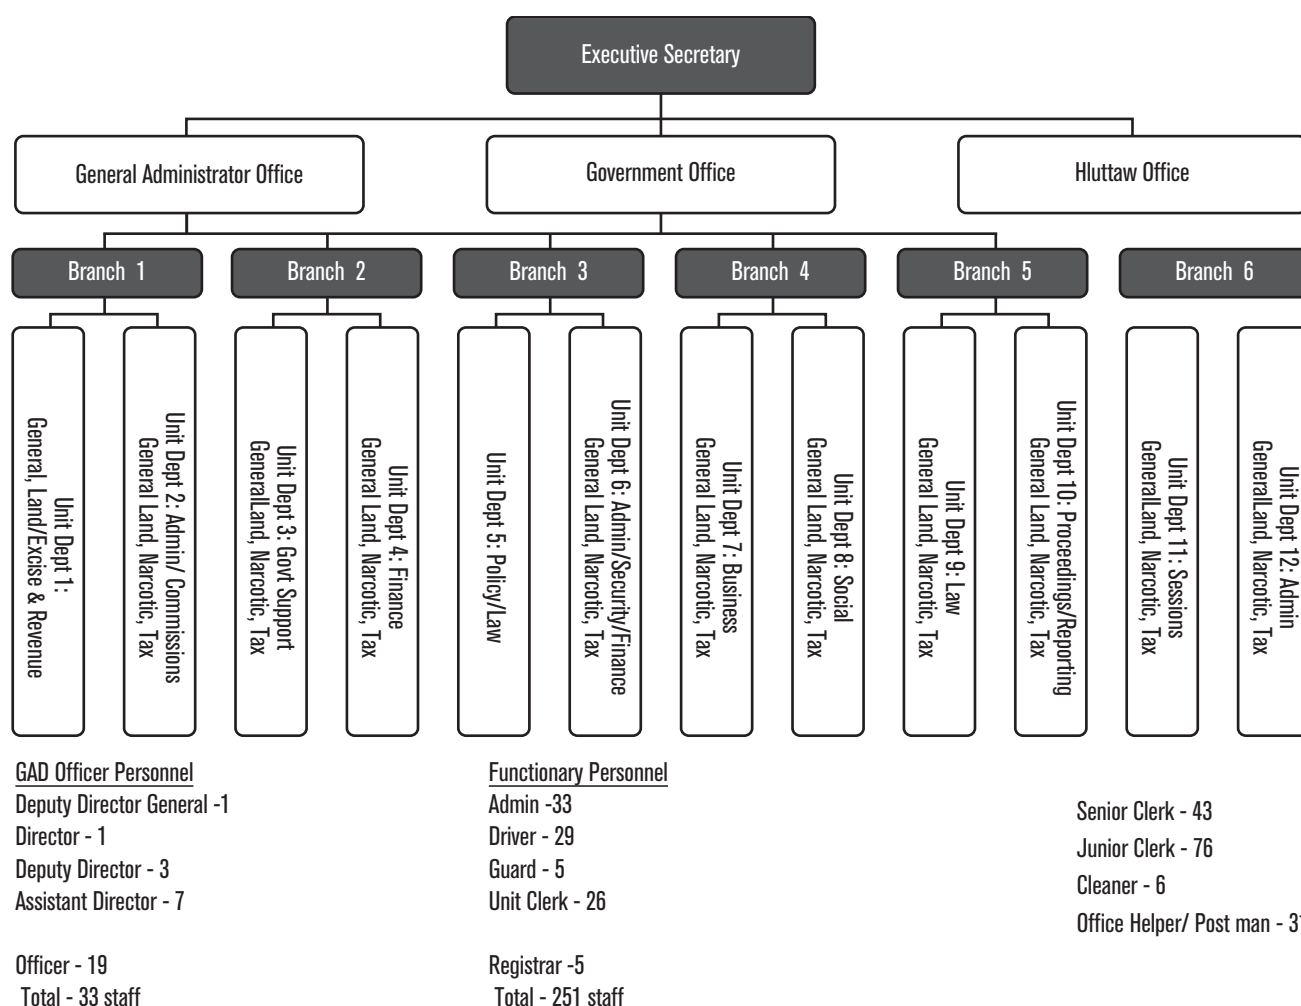 Executive Secretary
General Administrator Office
Government Office
Hluttaw Office
Branch 1
Branch 2
Branch 3
Branch 4
Branch 5
Branch 6
Unit Dept 1:
General, Land/Excise & Revenue
Unit Dept 2: Admin/ Commissions
General Land, Narcotic, Tax
Unit Dept 3: Govt Support
GeneralLand, Narcotic, Tax
Unit Dept 4: Finance
General Land, Narcotic, Tax
Unit Dept 5: Policy/Law
Unit Dept 6: Admin/Security/Finance
General Land, Narcotic, Tax
Unit Dept 7: Business
General Land, Narcotic, Tax
Unit Dept 8: Social
General Land, Narcotic, Tax
Unit Dept 9: Law
General Land, Narcotic, Tax
Unit Dept 10: Proceedings/Reporting
General Land, Narcotic, Tax
Unit Dept 11: Sessions
GeneralLand, Narcotic, Tax
Unit Dept 12: Admin
GeneralLand, Narcotic, Tax
GAD Officer Personnel
Deputy Director General -1
Director - 1
Deputy Director - 3
Assistant Director - 7
Officer - 19
Total - 33 staff
Functionary Personnel
Admin -33
Driver - 29
Guard - 5
Unit Clerk - 26
Registrar -5
Total - 251 staff
Senior Clerk - 43
Junior Clerk - 76
Cleaner - 6
Office Helper/ Post man -